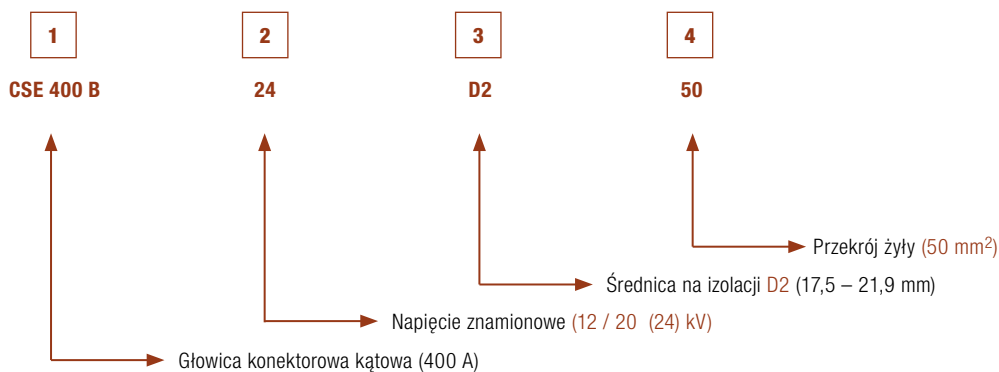 1 2 3 4
CSE 400 B 24 D2 50
Przekrój żyły (50 mm²)
Średnica na izolacji D2 (17,5 – 21,9 mm)
Napięcie znamionowe (12 / 20 (24) kV)
Głowica konektorowa kątowa (400 A)